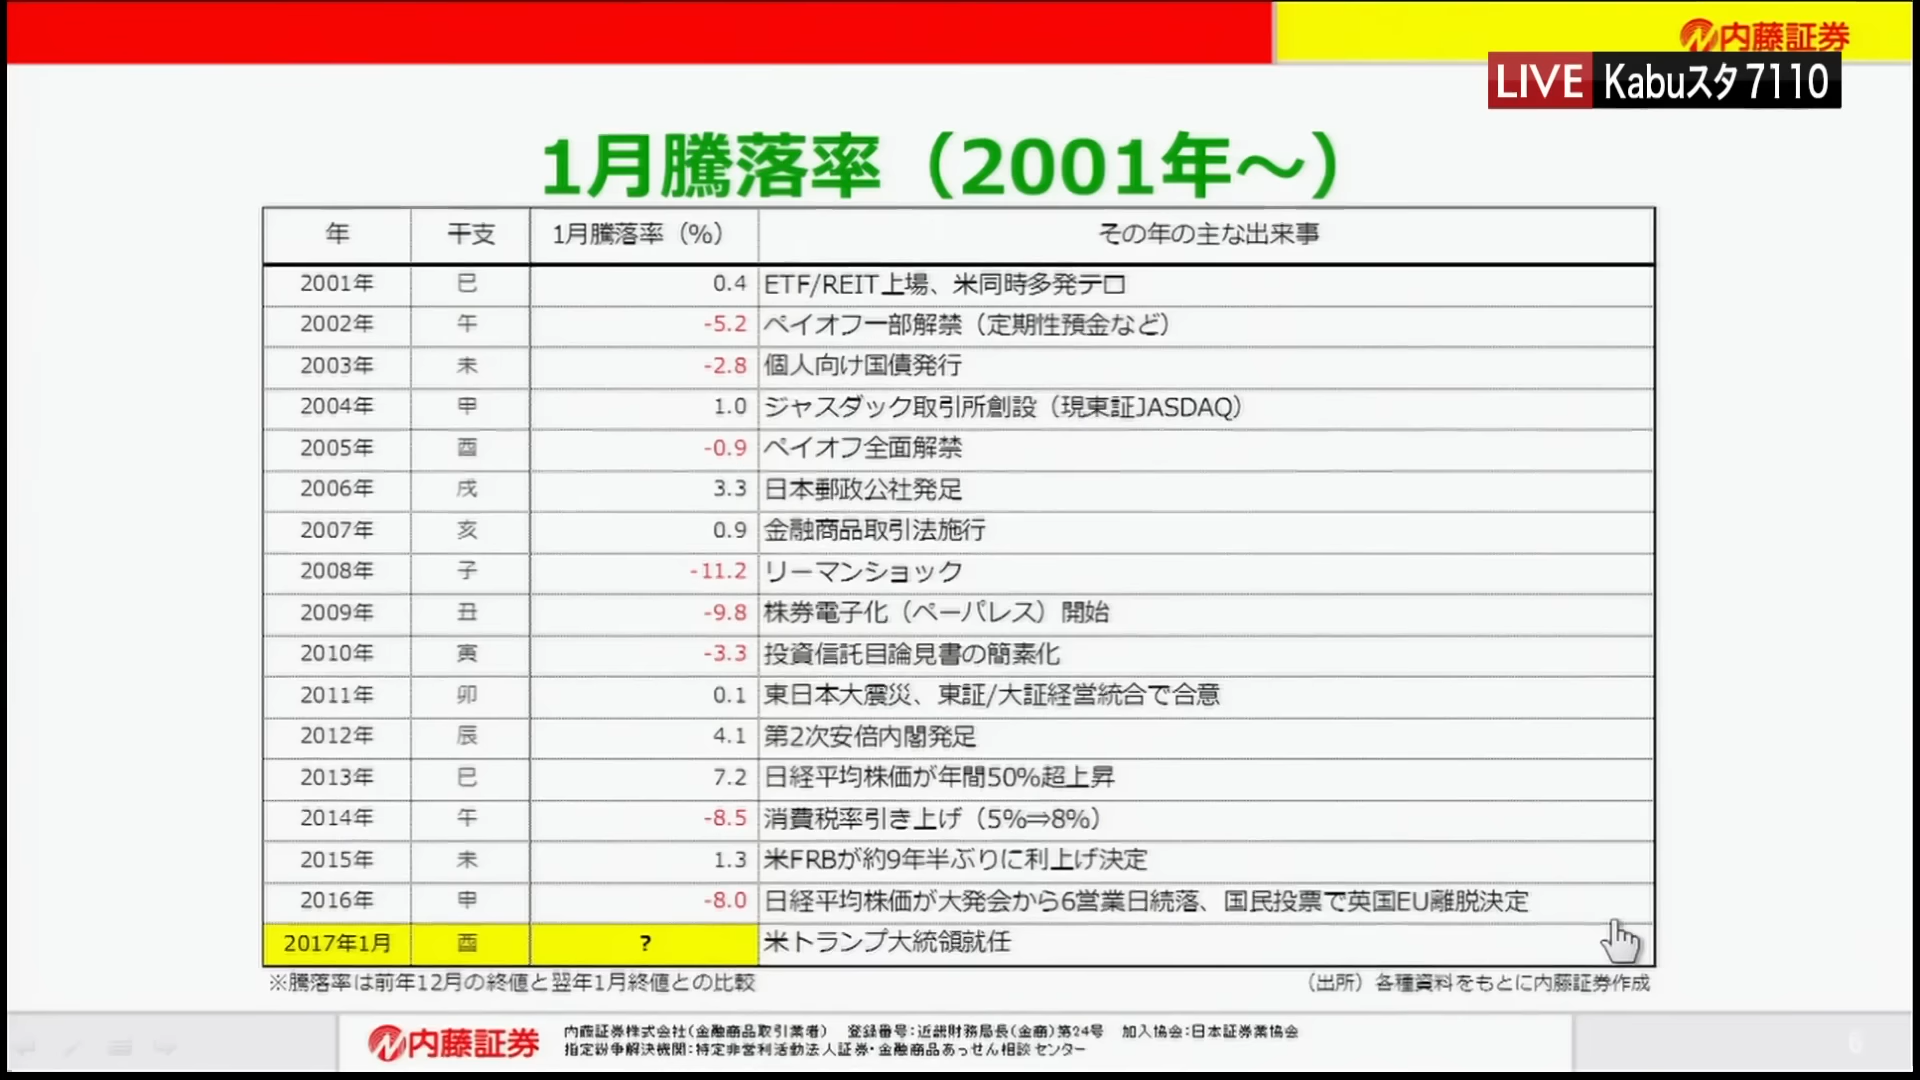 内藤証券
LIVE Kabuスタ 7110
1月騰落率（2001年～）
年 干支 1月騰落率（%） その年の主な出来事
2001年 巳 0.4 ETF/REIT上場、米同時多発テロ
2002年 午 -5.2 ペイオフ一部解禁（定期性預金など）
2003年 未 -2.8 個人向け国債発行
2004年 甲 1.0 ジャスダック取引所創設（現東証JASDAQ）
2005年 酉 -0.9 ペイオフ全面解禁
2006年 戌 3.3 日本郵政公社発足
2007年 亥 0.9 金融商品取引法施行
2008年 子 -11.2 リーマンショック
2009年 丑 -9.8 株券電子化（ペーパレス）開始
2010年 寅 -3.3 投資信託目論見書の簡素化
2011年 卯 0.1 東日本大震災、東証/大証経営統合で合意
2012年 辰 4.1 第2次安倍内閣発足
2013年 巳 7.2 日経平均株価が年間50%超上昇
2014年 午 -8.5 消費税率引き上げ（5%⇒8%）
2015年 未 1.3 米FRBが約9年半ぶりに利上げ決定
2016年 申 -8.0 日経平均株価が大発会から6営業日続落、国民投票で英国EU離脱決定
2017年1月 酉 ? 米トランプ大統領就任
※騰落率は前年12月の終値と翌年1月終値との比較 （出所）各種資料をもとに内藤証券作成
内藤証券
内藤証券株式会社(金融商品取引業者) 登録番号：近畿財務局長(金商)第24号 加入協会：日本証券業協会
指定紛争解決機関：特定非営利活動法人証券・金融商品あっせん相談センター
6